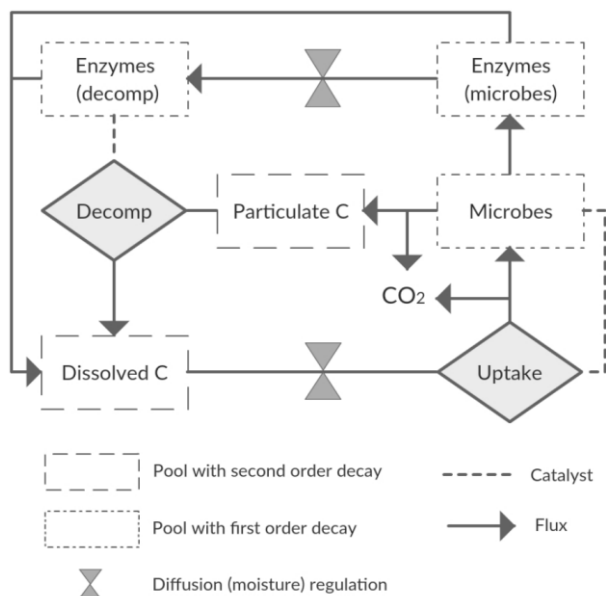 Enzymes
(decomp)
Enzymes
(microbes)
Decomp
Particulate C
Microbes
CO₂
Dissolved C
Uptake
Pool with second order decay
Catalyst
Pool with first order decay
Flux
Diffusion (moisture) regulation